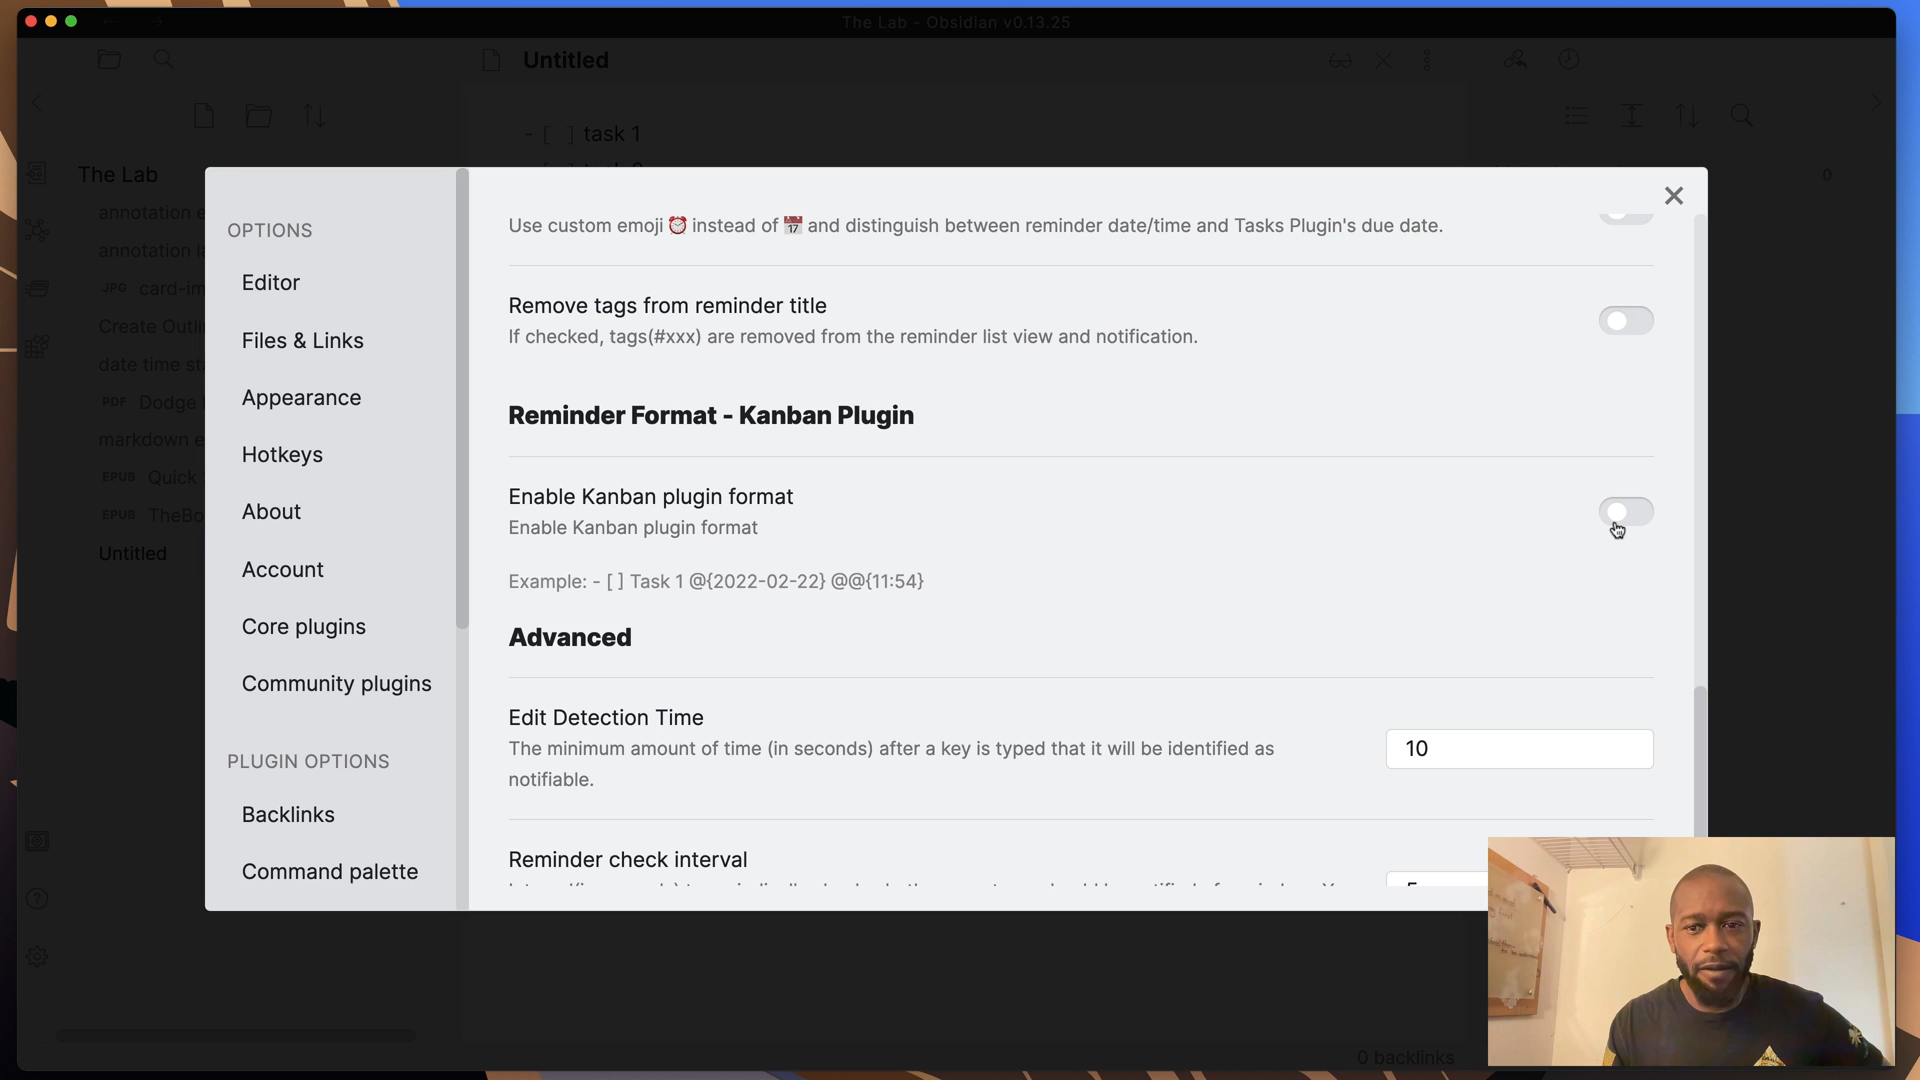 The Lab - Obsidian v0.13.25
Untitled
- [ ] task 1
The Lab
0
annotation e
annotation la
JPG card-im
Create Outli
date time sta
PDF Dodge
markdown e
EPUB Quick
EPUB TheBo
Untitled
OPTIONS
Editor
Files & Links
Appearance
Hotkeys
About
Account
Core plugins
Community plugins
PLUGIN OPTIONS
Backlinks
Command palette
Use custom emoji ⏰ instead of 📅 and distinguish between reminder date/time and Tasks Plugin's due date.
Remove tags from reminder title
If checked, tags(#xxx) are removed from the reminder list view and notification.
Reminder Format - Kanban Plugin
Enable Kanban plugin format
Enable Kanban plugin format
Example: - [ ] Task 1 @{2022-02-22} @@{11:54}
Advanced
Edit Detection Time
The minimum amount of time (in seconds) after a key is typed that it will be identified as
notifiable.
10
Reminder check interval
0 backlinks